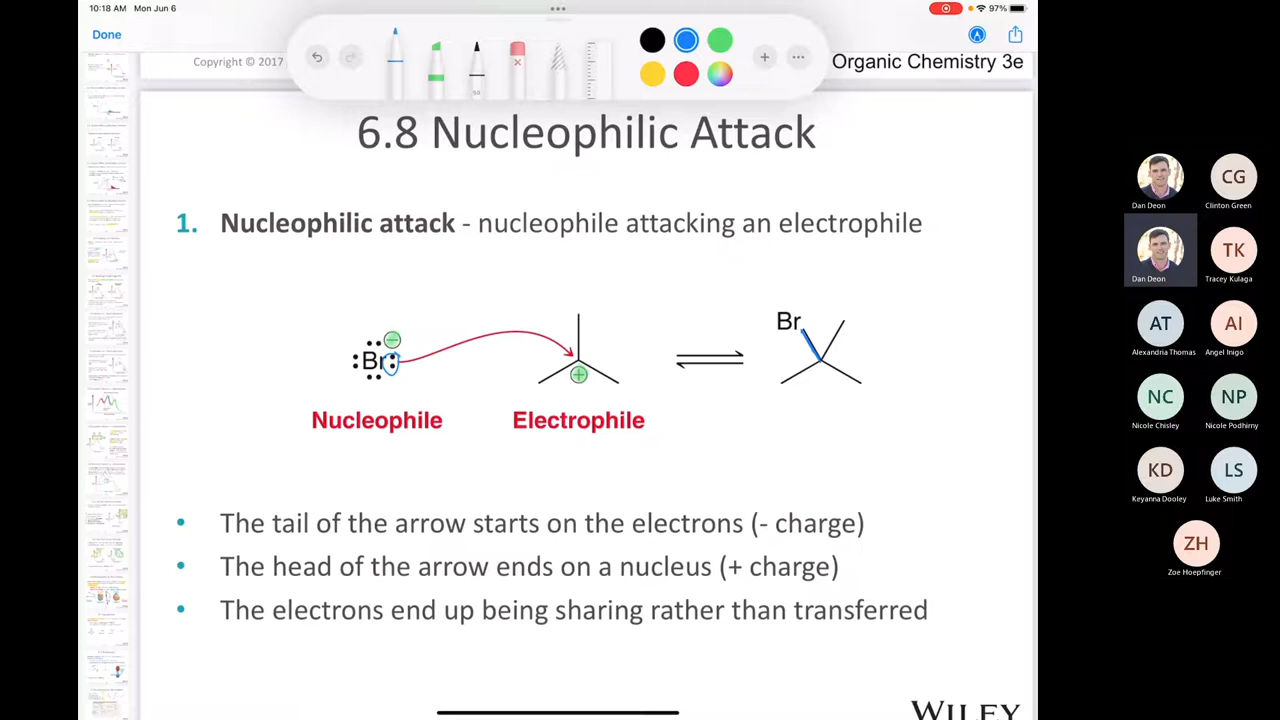 10:18 AM Mon Jun 6
97%
Done
Copyright © 2017
Organic Chemistry 3e
6.8 Nucleophilic Attack
1. Nucleophilic attack - nucleophile attacking an electrophile
Br
Br
Nucleophile
Electrophile
• The tail of the arrow starts on the electrons (- charge)
• The head of the arrow ends on a nucleus (+ charge)
• The electrons end up being sharing rather than transferred
WILEY
Dan Deon
CG
Clinton Green
Dan Deon
TK
Tracey Kulaga
AT
Alexandria Thomas
AI
Angel Inigo
NC
Nicole Chisley
NP
Nicole Podhirny
KD
Keyanna Dooley
LS
Luke Smith
ZH
Zoe Hoepfinger